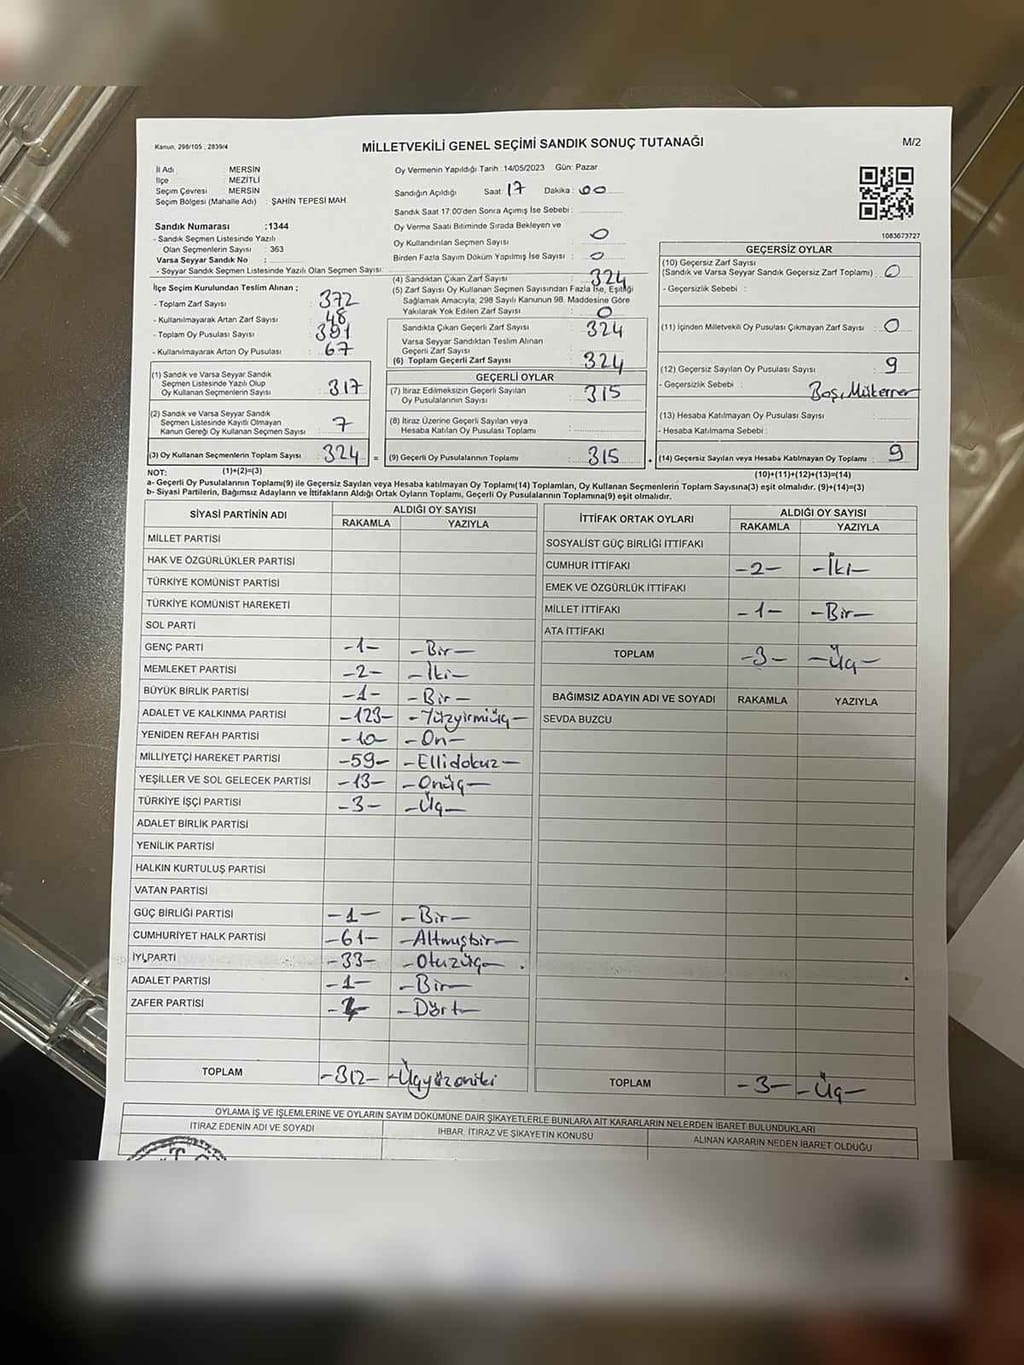 Kanun, 298/105 , 2839/4
MİLLETVEKİLİ GENEL SEÇİMİ SANDIK SONUÇ TUTANAĞI
M/2
İl Adı : MERSİN
İlçe : MEZİTLİ
Seçim Çevresi : MERSİN
Seçim Bölgesi (Mahalle Adı) : ŞAHİN TEPESİ MAH
Sandık Numarası :1344
- Sandık Seçmen Listesinde Yazılı
Olan Seçmenlerin Sayısı : 363
Varsa Seyyar Sandık No :
- Seyyar Sandık Seçmen Listesinde Yazılı Olan Seçmen Sayısı :
İlçe Seçim Kurulundan Teslim Alınan ;
- Toplam Zarf Sayısı : 372
- Kullanılmayarak Artan Zarf Sayısı : 48
- Toplam Oy Pusulası Sayısı : 391
- Kullanılmayarak Artan Oy Pusulası : 67
(1) Sandık ve Varsa Seyyar Sandık
Seçmen Listesinde Yazılı Olup
Oy Kullanan Seçmenlerin Sayısı : 317
(2) Sandık ve Varsa Seyyar Sandık
Seçmen Listesinde Kayıtlı Olmayan
Kanun Gereği Oy Kullanan Seçmen Sayısı : 7
(3) Oy Kullanan Seçmenlerin Toplam Sayısı : 324 =
Oy Vermenin Yapıldığı Tarih :14/05/2023 Gün: Pazar
Sandığın Açıldığı Saat: 17 Dakika : 00
Sandık Saat 17:00'den Sonra Açılmış İse Sebebi :
Oy Verme Saati Bitiminde Sırada Bekleyen ve
Oy Kullandırılan Seçmen Sayısı : 0
Birden Fazla Sayım Döküm Yapılmış İse Sayısı : 0
(4) Sandıktan Çıkan Zarf Sayısı : 324
(5) Zarf Sayısı Oy Kullanan Seçmen Sayısından Fazla İse, Eşitliği
Sağlamak Amacıyla, 298 Sayılı Kanunun 98. Maddesine Göre
Yakılarak Yok Edilen Zarf Sayısı : 0
Sandıkta Çıkan Geçerli Zarf Sayısı : 324
Varsa Seyyar Sandıktan Teslim Alınan
Geçerli Zarf Sayısı :
(6) Toplam Geçerli Zarf Sayısı : 324
GEÇERLİ OYLAR
(7) İtiraz Edilmeksizin Geçerli Sayılan
Oy Pusulalarının Sayısı : 315
(8) İtiraz Üzerine Geçerli Sayılan veya
Hesaba Katılan Oy Pusulası Toplamı :
(9) Geçerli Oy Pusulalarının Toplamı : 315
1083673727
GEÇERSİZ OYLAR
(10) Geçersiz Zarf Sayısı
(Sandık ve Varsa Seyyar Sandık Geçersiz Zarf Toplamı) : 0
- Geçersizlik Sebebi :
(11) İçinden Milletvekili Oy Pusulası Çıkmayan Zarf Sayısı : 0
(12) Geçersiz Sayılan Oy Pusulası Sayısı : 9
- Geçersizlik Sebebi : Boş, Mükerrer
(13) Hesaba Katılmayan Oy Pusulası Sayısı :
- Hesaba Katılmama Sebebi :
(14) Geçersiz Sayılan veya Hesaba Katılmayan Oy Toplamı : 9
NOT: (1)+(2)=(3) (10)+(11)+(12)+(13)=(14)
a- Geçerli Oy Pusulalarının Toplamı(9) ile Geçersiz Sayılan veya Hesaba katılmayan Oy Toplamı(14) Toplamları, Oy Kullanan Seçmenlerin Toplam Sayısına(3) eşit olmalıdır. (9)+(14)=(3)
b- Siyasi Partilerin, Bağımsız Adayların ve İttifakların Aldığı Ortak Oyların Toplamı, Geçerli Oy Pusulalarının Toplamına(9) eşit olmalıdır.
SİYASİ PARTİNİN ADI ALDIĞI OY SAYISI
RAKAMLA YAZIYLA
MİLLET PARTİSİ
HAK VE ÖZGÜRLÜKLER PARTİSİ
TÜRKİYE KOMÜNİST PARTİSİ
TÜRKİYE KOMÜNİST HAREKETİ
SOL PARTİ
GENÇ PARTİ -1- -Bir-
MEMLEKET PARTİSİ -2- -İki-
BÜYÜK BİRLİK PARTİSİ -1- -Bir-
ADALET VE KALKINMA PARTİSİ -123- -Yüzyirmiüç-
YENİDEN REFAH PARTİSİ -10- -On-
MİLLİYETÇİ HAREKET PARTİSİ -59- -Ellidokuz-
YEŞİLLER VE SOL GELECEK PARTİSİ -13- -Onüç-
TÜRKİYE İŞÇİ PARTİSİ -3- -Üç-
ADALET BİRLİK PARTİSİ
YENİLİK PARTİSİ
HALKIN KURTULUŞ PARTİSİ
VATAN PARTİSİ
GÜÇ BİRLİĞİ PARTİSİ -1- -Bir-
CUMHURİYET HALK PARTİSİ -61- -Altmışbir-
İYİ PARTİ -33- -Otuzüç-
ADALET PARTİSİ -1- -Bir-
ZAFER PARTİSİ -Dört-
TOPLAM -312- -Üçyüzoniki
İTTİFAK ORTAK OYLARI ALDIĞI OY SAYISI
RAKAMLA YAZIYLA
SOSYALİST GÜÇ BİRLİĞİ İTTİFAKI
CUMHUR İTTİFAKI -2- -İki-
EMEK VE ÖZGÜRLÜK İTTİFAKI
MİLLET İTTİFAKI -1- -Bir-
ATA İTTİFAKI
TOPLAM -3- -Üç-
BAĞIMSIZ ADAYIN ADI VE SOYADI RAKAMLA YAZIYLA
SEVDA BUZCU
TOPLAM -3- -Üç-
OYLAMA İŞ VE İŞLEMLERİNE VE OYLARIN SAYIM DÖKÜMÜNE DAİR ŞİKAYETLERLE BUNLARA AİT KARARLARIN NELERDEN İBARET BULUNDUKLARI
İTİRAZ EDENİN ADI VE SOYADI İHBAR, İTİRAZ VE ŞİKAYETİN KONUSU ALINAN KARARIN NEDEN İBARET OLDUĞU